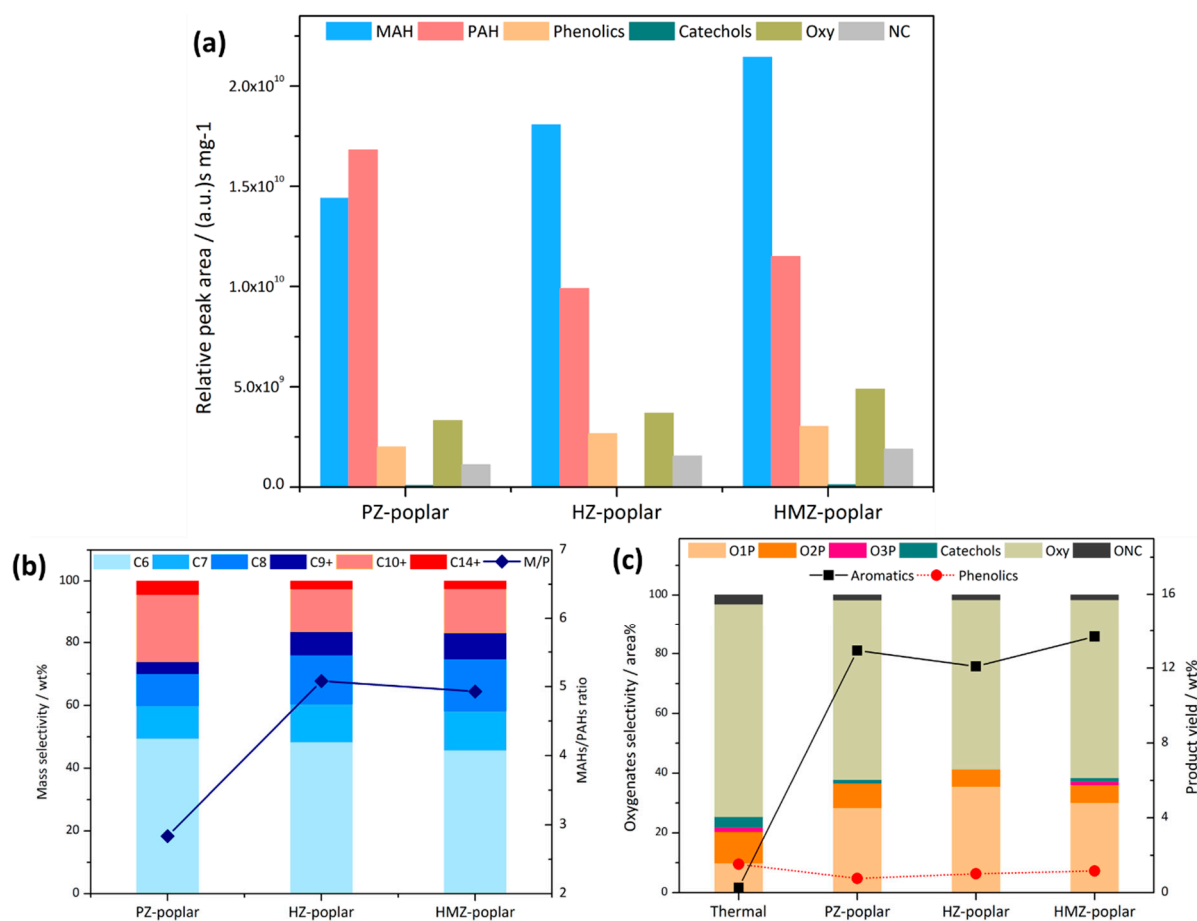 (a)
MAH PAH Phenolics Catechols Oxy NC
Relative peak area / (a.u.)s mg-1
2.0x10^10
1.5x10^10
1.0x10^10
5.0x10^9
0.0
PZ-poplar HZ-poplar HMZ-poplar
(b)
C6 C7 C8 C9+ C10+ C14+ M/P
Mass selectivity / wt%
100
80
60
40
20
0
7
6
5
4
3
2
MAHs/PAHs ratio
PZ-poplar HZ-poplar HMZ-poplar
(c)
O1P O2P O3P Catechols Oxy ONC
Aromatics Phenolics
Oxygenates selectivity / area%
100
80
60
40
20
0
16
12
8
4
0
Product yield / wt%
Thermal PZ-poplar HZ-poplar HMZ-poplar